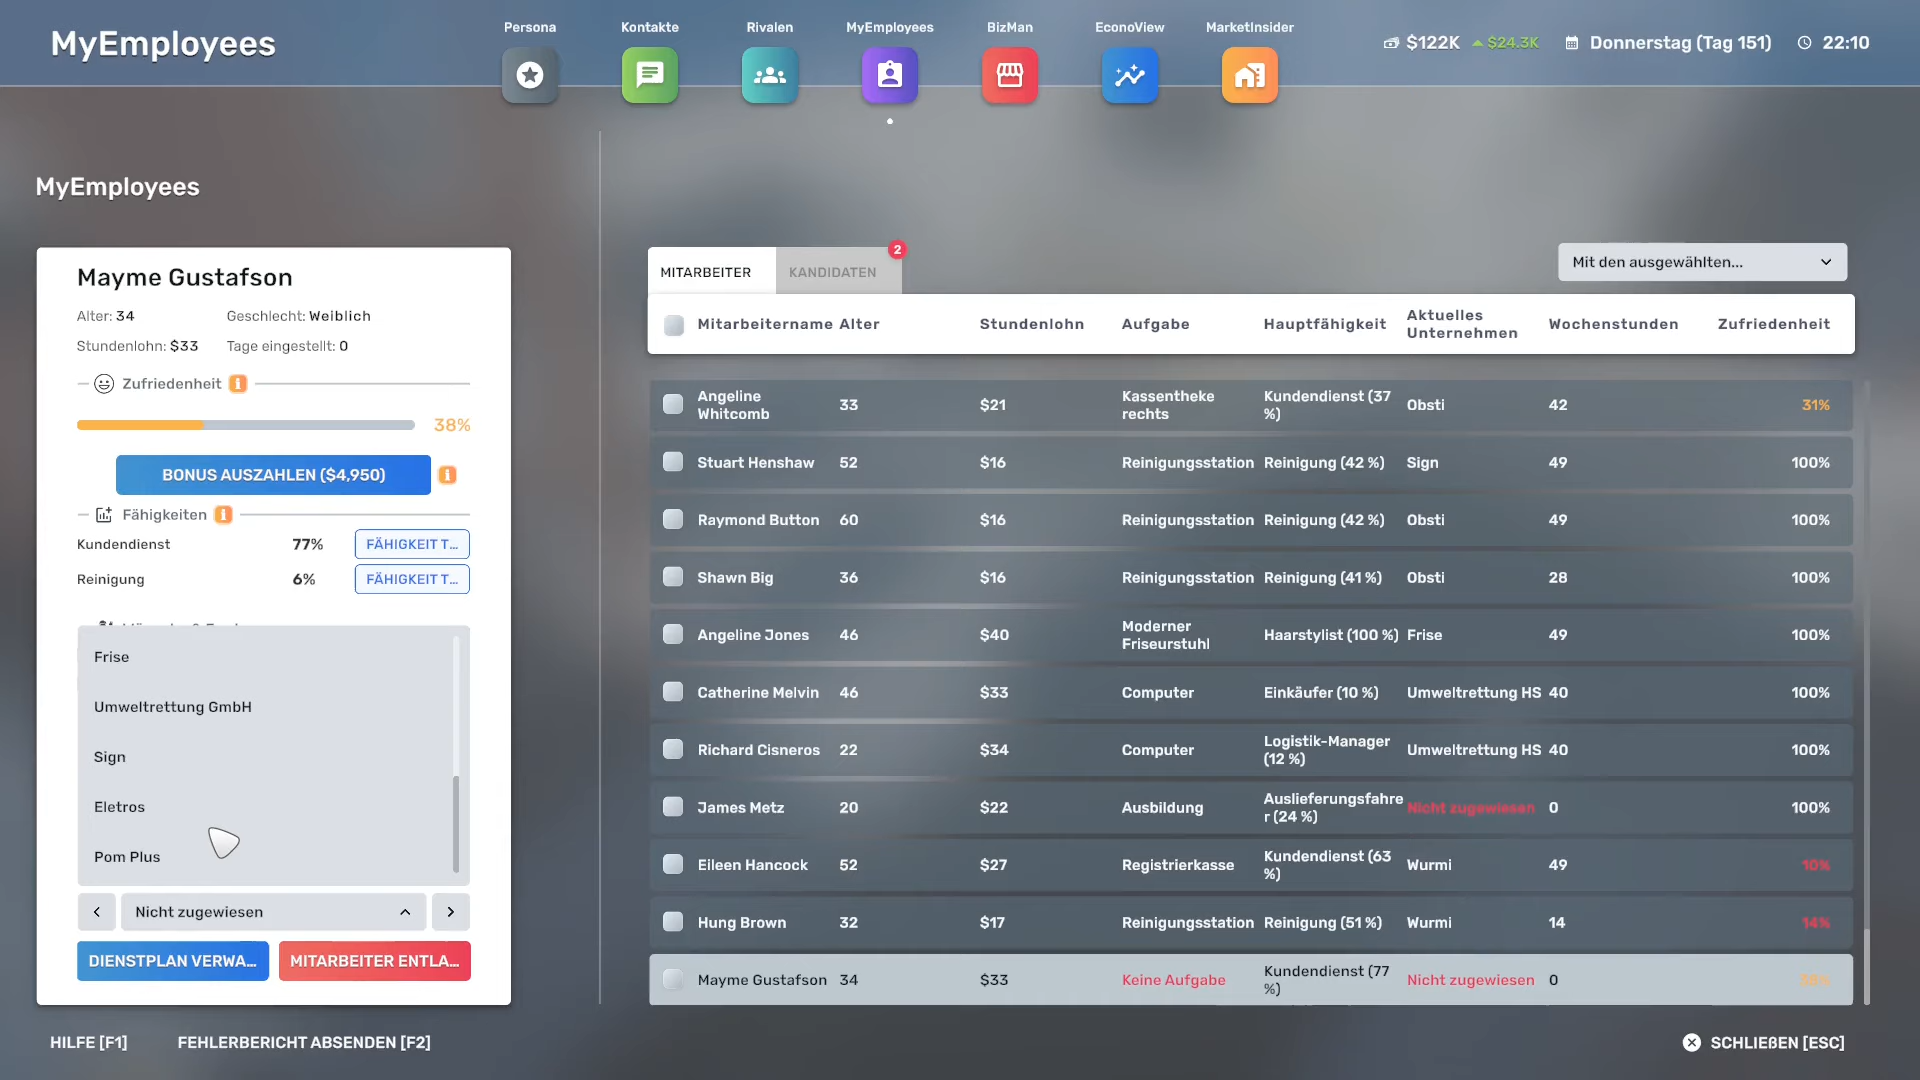 MyEmployees
Persona
Kontakte
Rivalen
MyEmployees
BizMan
EconoView
MarketInsider
$122K
$24.3K
Donnerstag (Tag 151)
22:10
MyEmployees
Mayme Gustafson
Alter: 34
Geschlecht: Weiblich
Stundenlohn: $33
Tage eingestellt: 0
Zufriedenheit
38%
BONUS AUSZAHLEN ($4,950)
Fähigkeiten
Kundendienst
77%
FÄHIGKEIT T...
Reinigung
6%
FÄHIGKEIT T...
Frise
Umweltrettung GmbH
Sign
Eletros
Pom Plus
Nicht zugewiesen
DIENSTPLAN VERWA...
MITARBEITER ENTLA...
MITARBEITER
KANDIDATEN
2
Mit den ausgewählten...
Mitarbeitername
Alter
Stundenlohn
Aufgabe
Hauptfähigkeit
Aktuelles
Unternehmen
Wochenstunden
Zufriedenheit
Angeline
Whitcomb
33
$21
Kassentheke
rechts
Kundendienst (37
%)
Obsti
42
31%
Stuart Henshaw
52
$16
Reinigungsstation
Reinigung (42 %)
Sign
49
100%
Raymond Button
60
$16
Reinigungsstation
Reinigung (42 %)
Obsti
49
100%
Shawn Big
36
$16
Reinigungsstation
Reinigung (41 %)
Obsti
28
100%
Angeline Jones
46
$40
Moderner
Friseurstuhl
Haarstylist (100 %)
Frise
49
100%
Catherine Melvin
46
$33
Computer
Einkäufer (10 %)
Umweltrettung HS
40
100%
Richard Cisneros
22
$34
Computer
Logistik-Manager
(12 %)
Umweltrettung HS
40
100%
James Metz
20
$22
Ausbildung
Auslieferungsfahre
r (24 %)
Nicht zugewiesen
0
100%
Eileen Hancock
52
$27
Registrierkasse
Kundendienst (63
%)
Wurmi
49
10%
Hung Brown
32
$17
Reinigungsstation
Reinigung (51 %)
Wurmi
14
14%
Mayme Gustafson
34
$33
Keine Aufgabe
Kundendienst (77
%)
Nicht zugewiesen
0
38%
HILFE [F1]
FEHLERBERICHT ABSENDEN [F2]
SCHLIEẞEN [ESC]